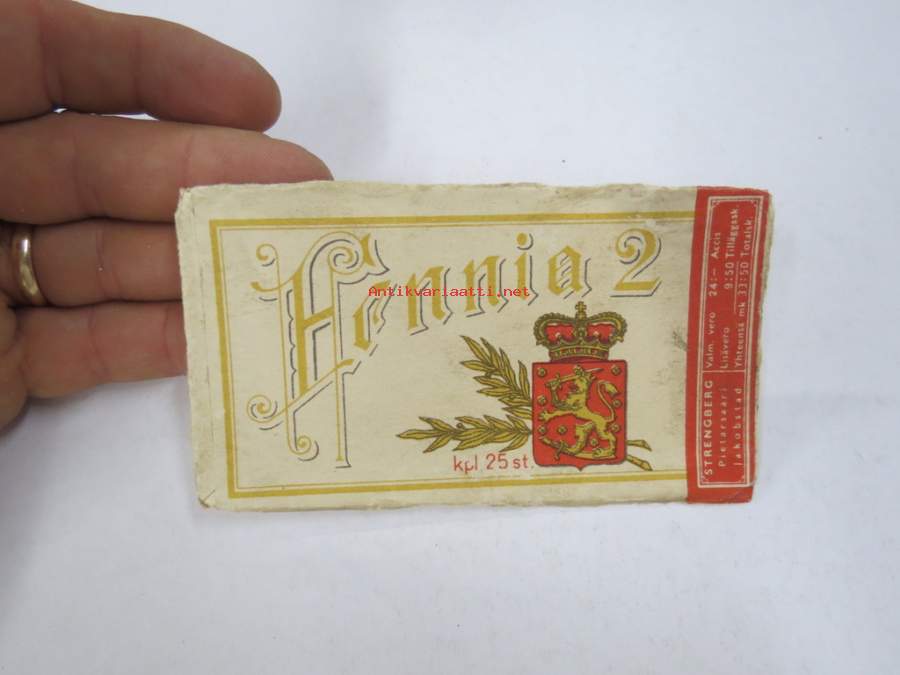 Fennia 2
Antikvariaatti.net
kpl 25 st.
STRENGBERG
Pietarsaari
Jakobstad
Valm. vero 24:– Accis
Lisävero 9:50 Tilläggssk.
Yhteensä mk 33:50 Totalsk.